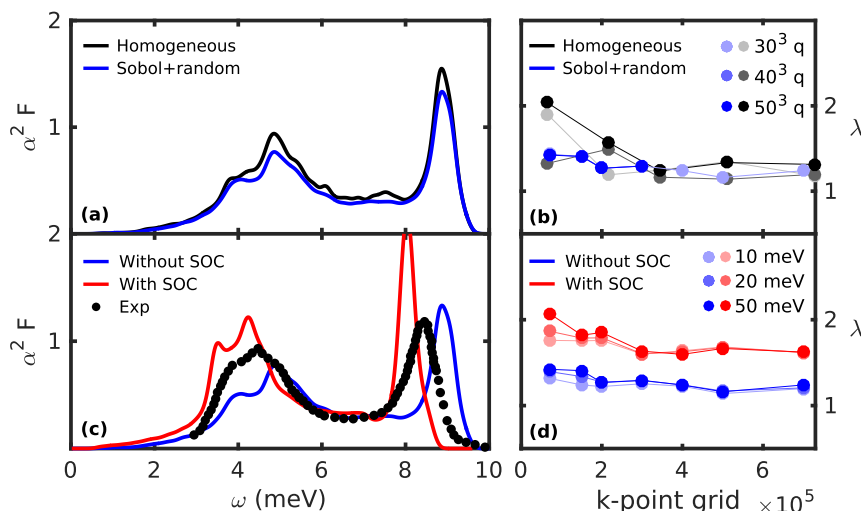 2
Homogeneous
Sobol+random
α² F
1
(a)
Homogeneous
Sobol+random
30³ q
40³ q
50³ q
2
λ
1
(b)
2
Without SOC
With SOC
Exp
α² F
1
(c)
0
2
4
6
8
10
ω (meV)
Without SOC
With SOC
10 meV
20 meV
50 meV
2
λ
1
(d)
0
2
4
6
k-point grid ×10⁵